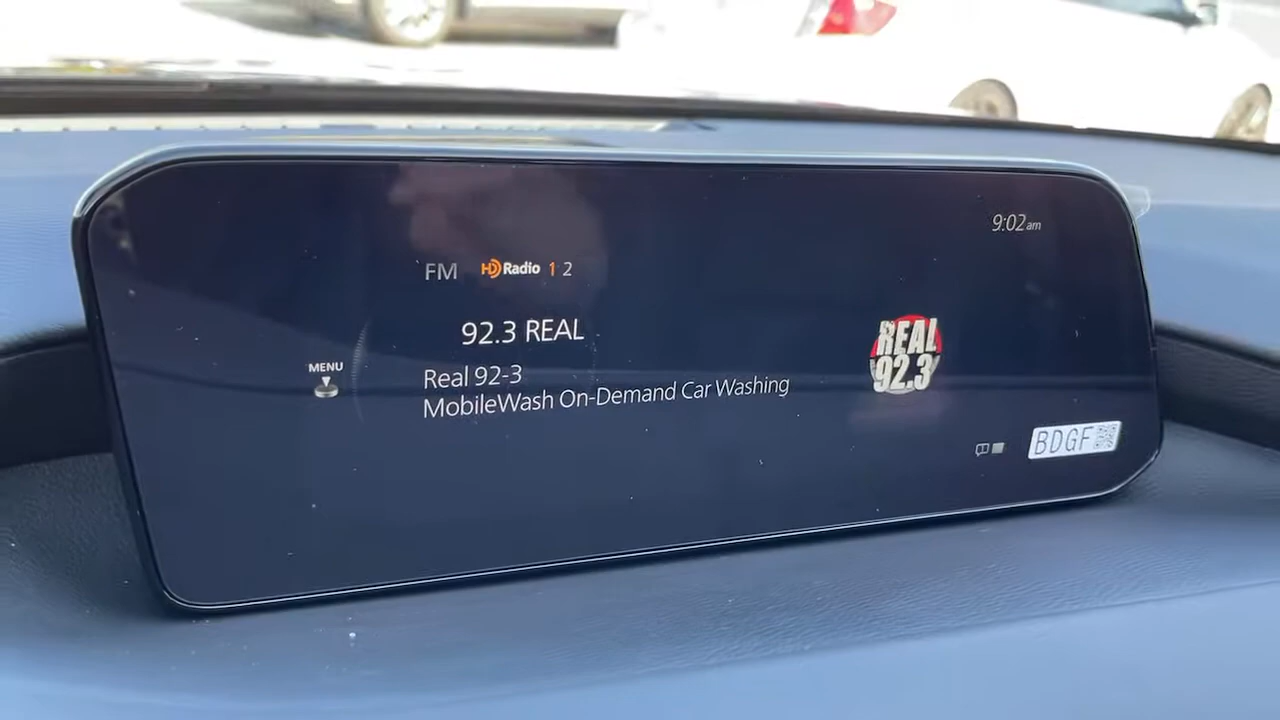 9:02am
FM HD Radio 1 2
92.3 REAL
MENU
Real 92-3
MobileWash On-Demand Car Washing
REAL
92.3
BDGF